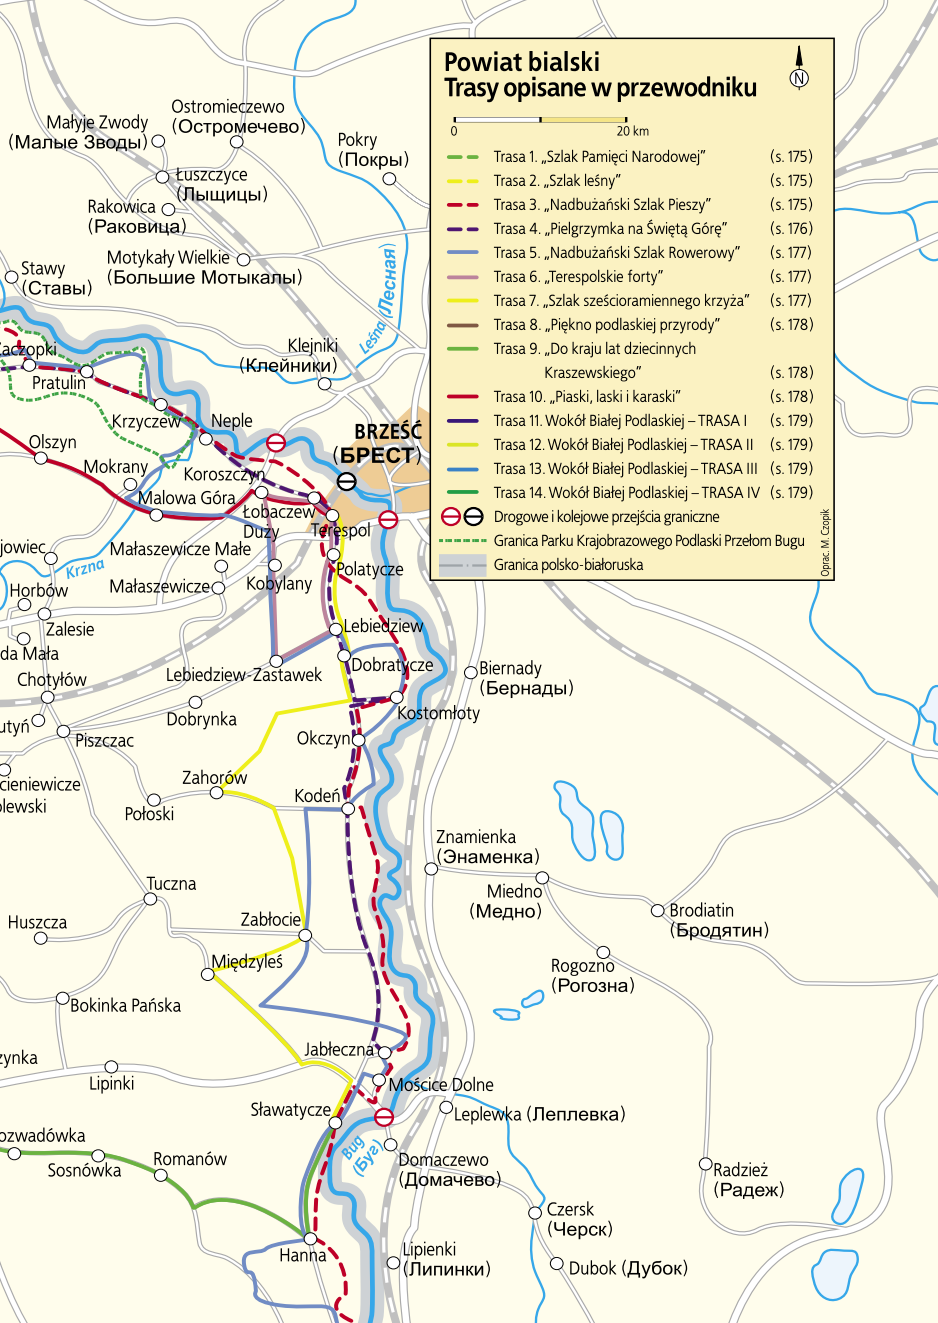 Powiat bialski
Trasy opisane w przewodniku
N
0 20 km
Trasa 1. „Szlak Pamięci Narodowej” (s. 175)
Trasa 2. „Szlak leśny” (s. 175)
Trasa 3. „Nadbużański Szlak Pieszy” (s. 175)
Trasa 4. „Pielgrzymka na Świętą Górę” (s. 176)
Trasa 5. „Nadbużański Szlak Rowerowy” (s. 177)
Trasa 6. „Terespolskie forty” (s. 177)
Trasa 7. „Szlak sześcioramiennego krzyża” (s. 177)
Trasa 8. „Piękno podlaskiej przyrody” (s. 178)
Trasa 9. „Do kraju lat dziecinnych
Kraszewskiego” (s. 178)
Trasa 10. „Piaski, laski i karaski” (s. 178)
Trasa 11. Wokół Białej Podlaskiej – TRASA I (s. 179)
Trasa 12. Wokół Białej Podlaskiej – TRASA II (s. 179)
Trasa 13. Wokół Białej Podlaskiej – TRASA III (s. 179)
Trasa 14. Wokół Białej Podlaskiej – TRASA IV (s. 179)
Drogowe i kolejowe przejścia graniczne
Granica Parku Krajobrazowego Podlaski Przełom Bugu
Granica polsko-białoruska
Oprac. M. Czopik
Ostromieczewo
(Остромечево)
Małyje Zwody
(Малые Зводы)
Pokry
(Покры)
Łuszczyce
(Лыщицы)
Rakowica
(Раковица)
Motykały Wielkie
(Большие Мотыкалы)
Stawy
(Ставы)
Leśna (Лесная)
Klejniki
(Клейники)
Zaczopki
Pratulin
Krzyczew
Neple
BRZEŚĆ
(БРЕСТ)
Olszyn
Mokrany
Koroszczyn
Malowa Góra
Łobaczew
Duży
Terespol
jowiec
Małaszewicze Małe
Krzna
Polatycze
Małaszewicze
Kobylany
Horbów
Zalesie
Lebiedziew
da Mała
Dobratycze
Lebiedziew-Zastawek
Chotyłów
Biernady
(Бернады)
Dobrynka
Kostomłoty
utyń
Piszczac
Okczyn
cieniewicze
olewski
Zahorów
Połoski
Kodeń
Znamienka
(Знаменка)
Miedno
(Медно)
Tuczna
Brodiatin
(Бродятин)
Huszcza
Zabłocie
Międzyleś
Rogozno
(Рогозна)
Bokinka Pańska
zynka
Jabłeczna
Lipinki
Mościce Dolne
Sławatycze
Leplewka (Леплевка)
ozwadówka
Bug
(Буг)
Sosnówka
Romanów
Domaczewo
(Домачево)
Radzież
(Радеж)
Czersk
(Черск)
Hanna
Lipienki
(Липинки)
Dubok (Дубок)